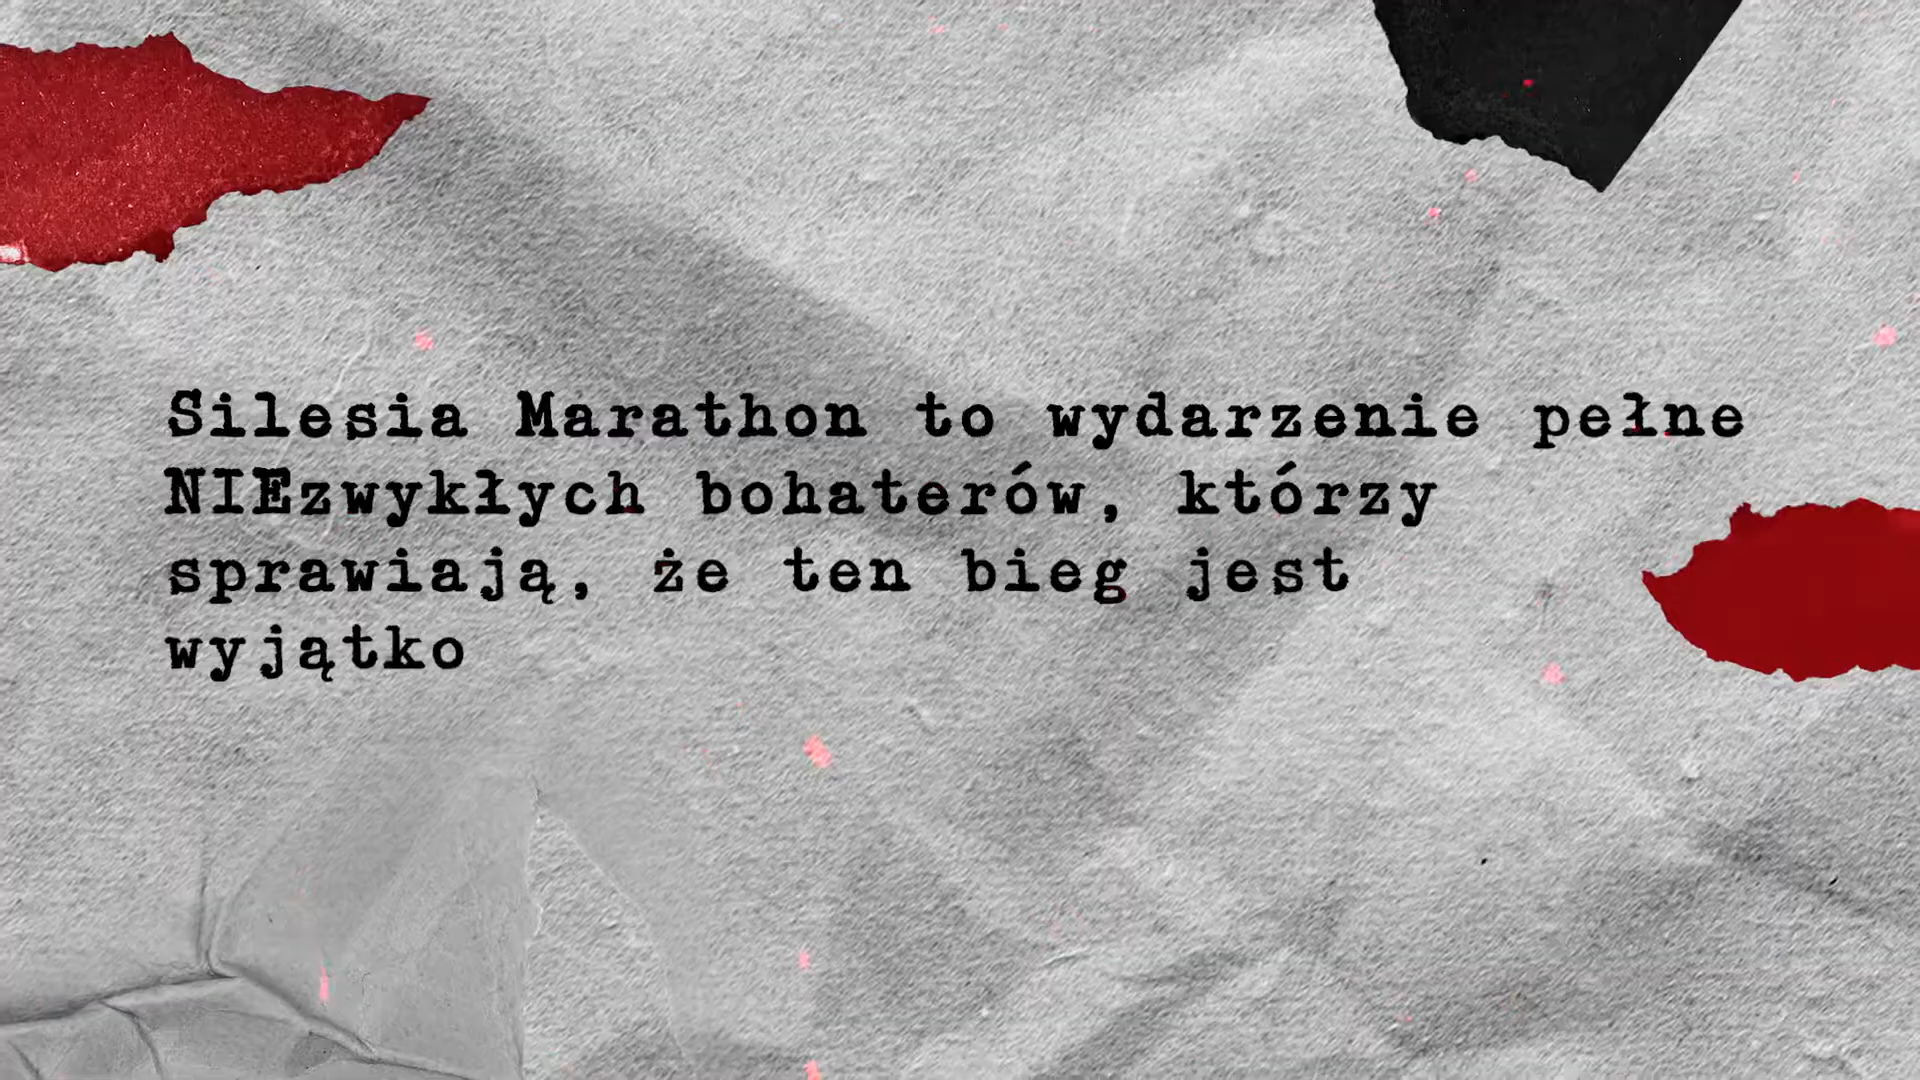 Silesia Marathon to wydarzenie pełne
NIEzwykłych bohaterów, którzy
sprawiają, że ten bieg jest
wyjątko